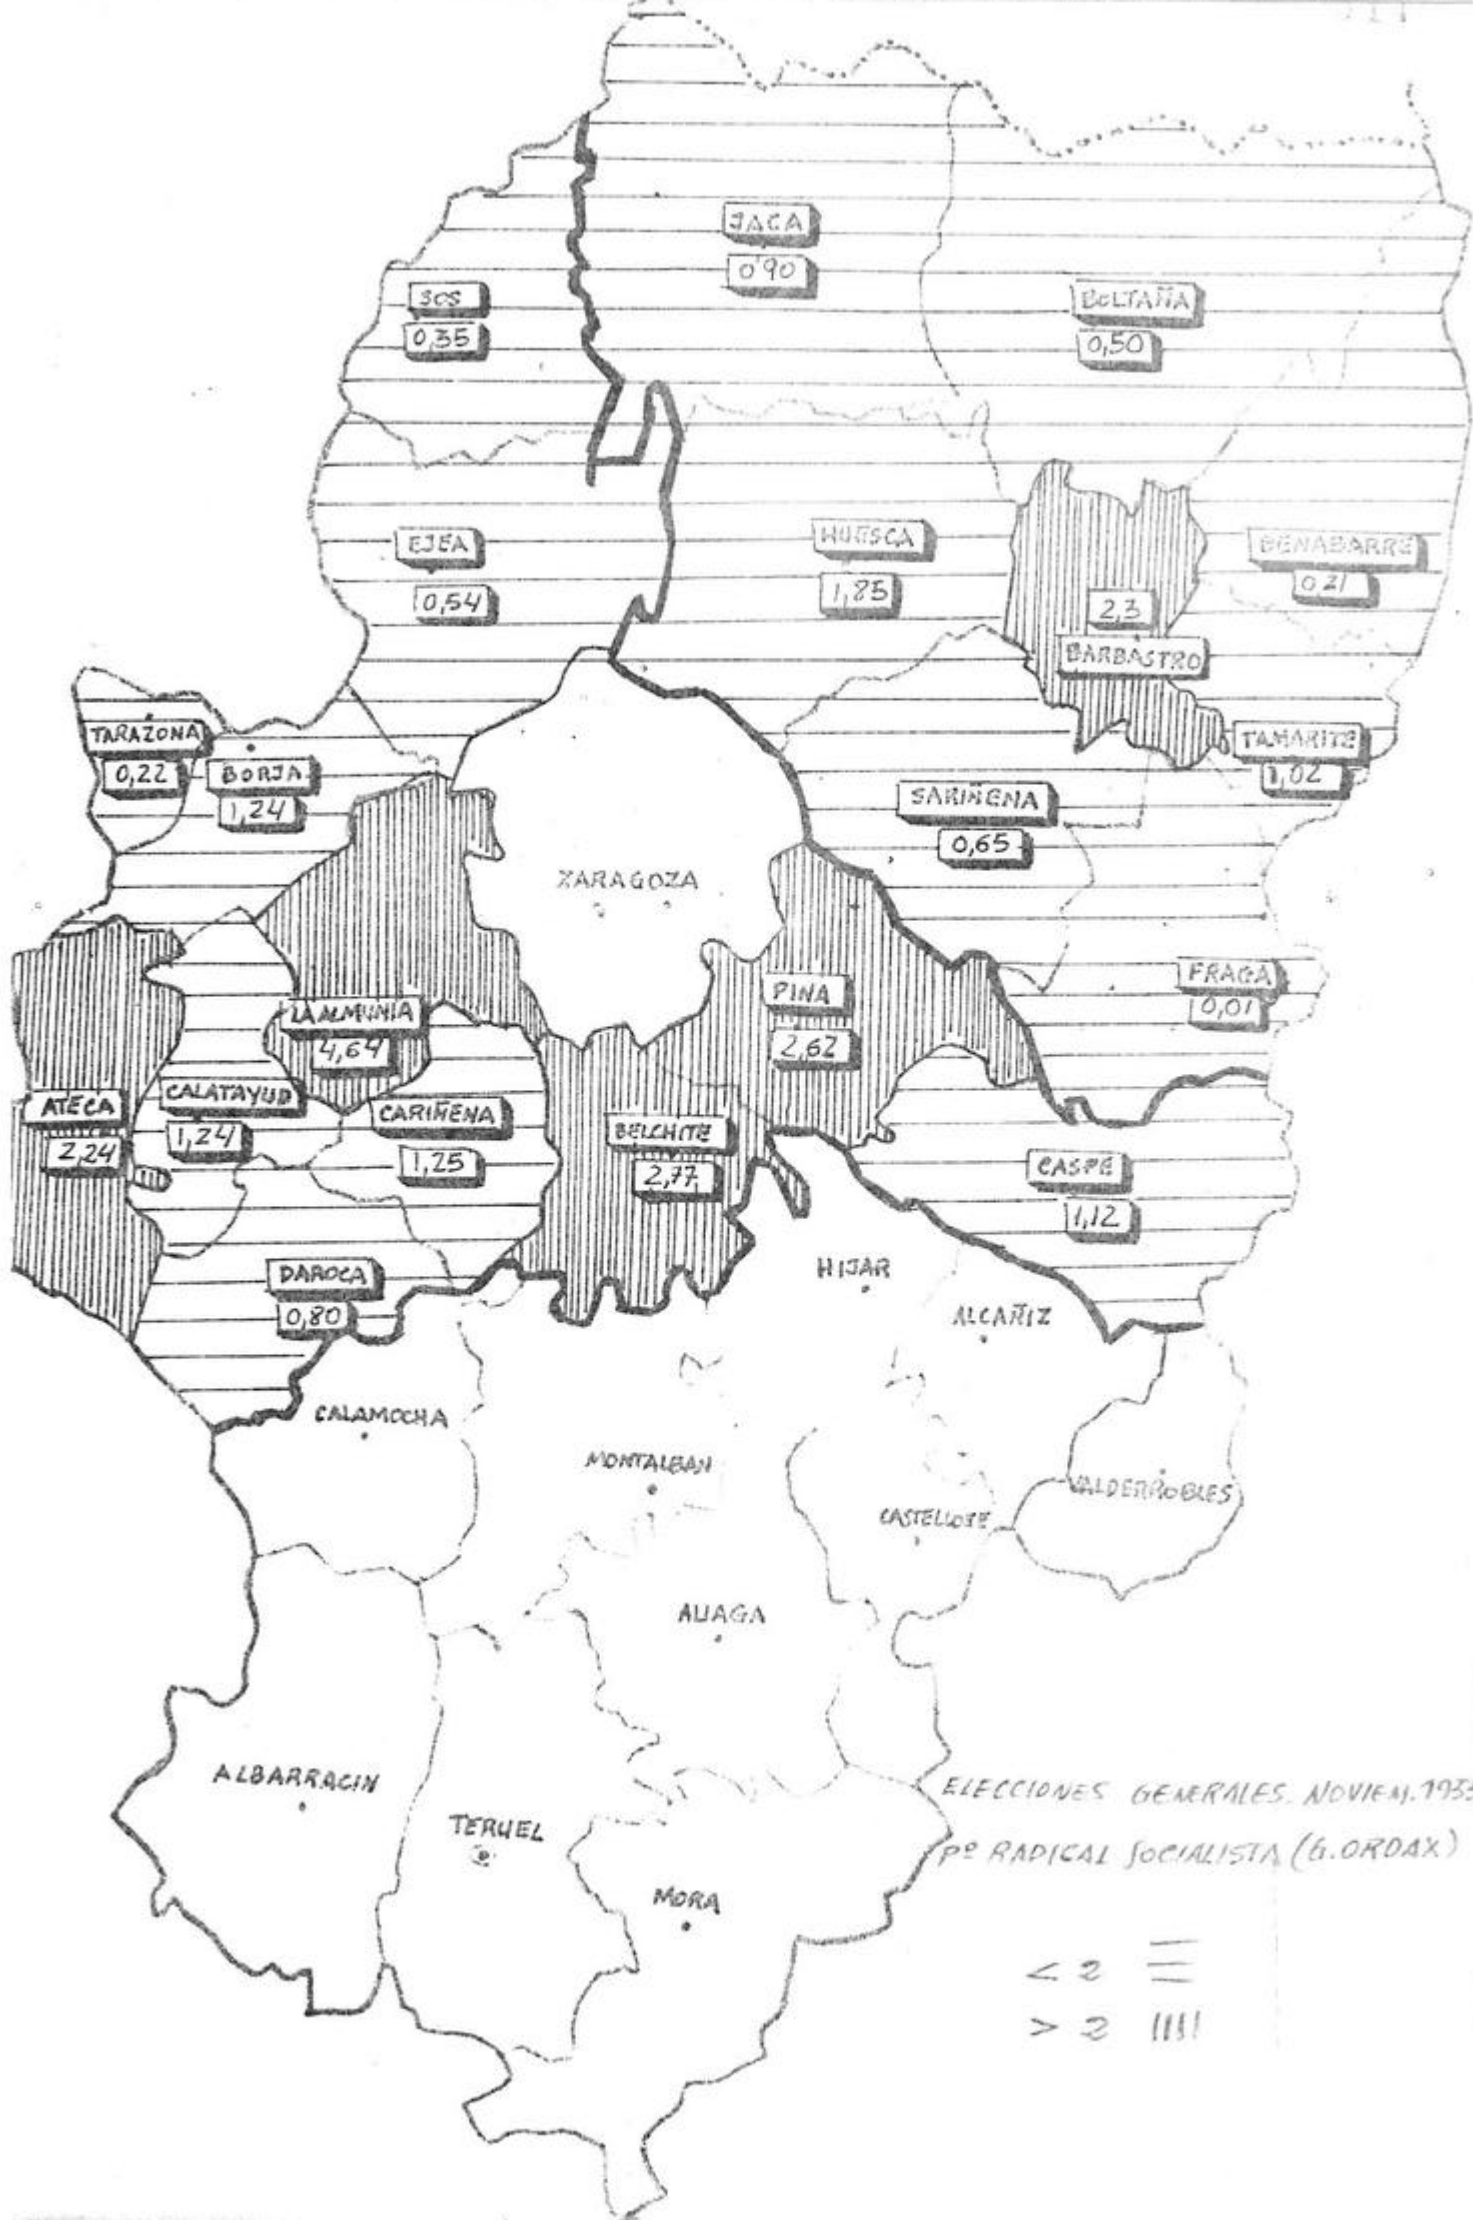 JACA
0'90
SOS
0,35
BOLTAÑA
0,50
EJEA
0,54
HUESCA
1,85
BENABARRE
0 21
2,3
BARBASTRO
TARAZONA
0,22
BORJA
1,24
TAMARITE
1,02
SARIÑENA
0,65
ZARAGOZA
FRAGA
0,01
PINA
2,62
LA ALMUNIA
4,64
ATECA
2,24
CALATAYUD
1,24
CARIÑENA
1,25
BELCHITE
2,77
CASPE
1,12
DAROCA
0,80
HIJAR
ALCAÑIZ
CALAMOCHA
MONTALBAN
VALDERROBLES
CASTELLOTE
ALIAGA
ALBARRACIN
TERUEL
MORA
ELECCIONES GENERALES. NOVIEM. 1933
Pº RADICAL SOCIALISTA (G. ORDAX)
< 2
> 2